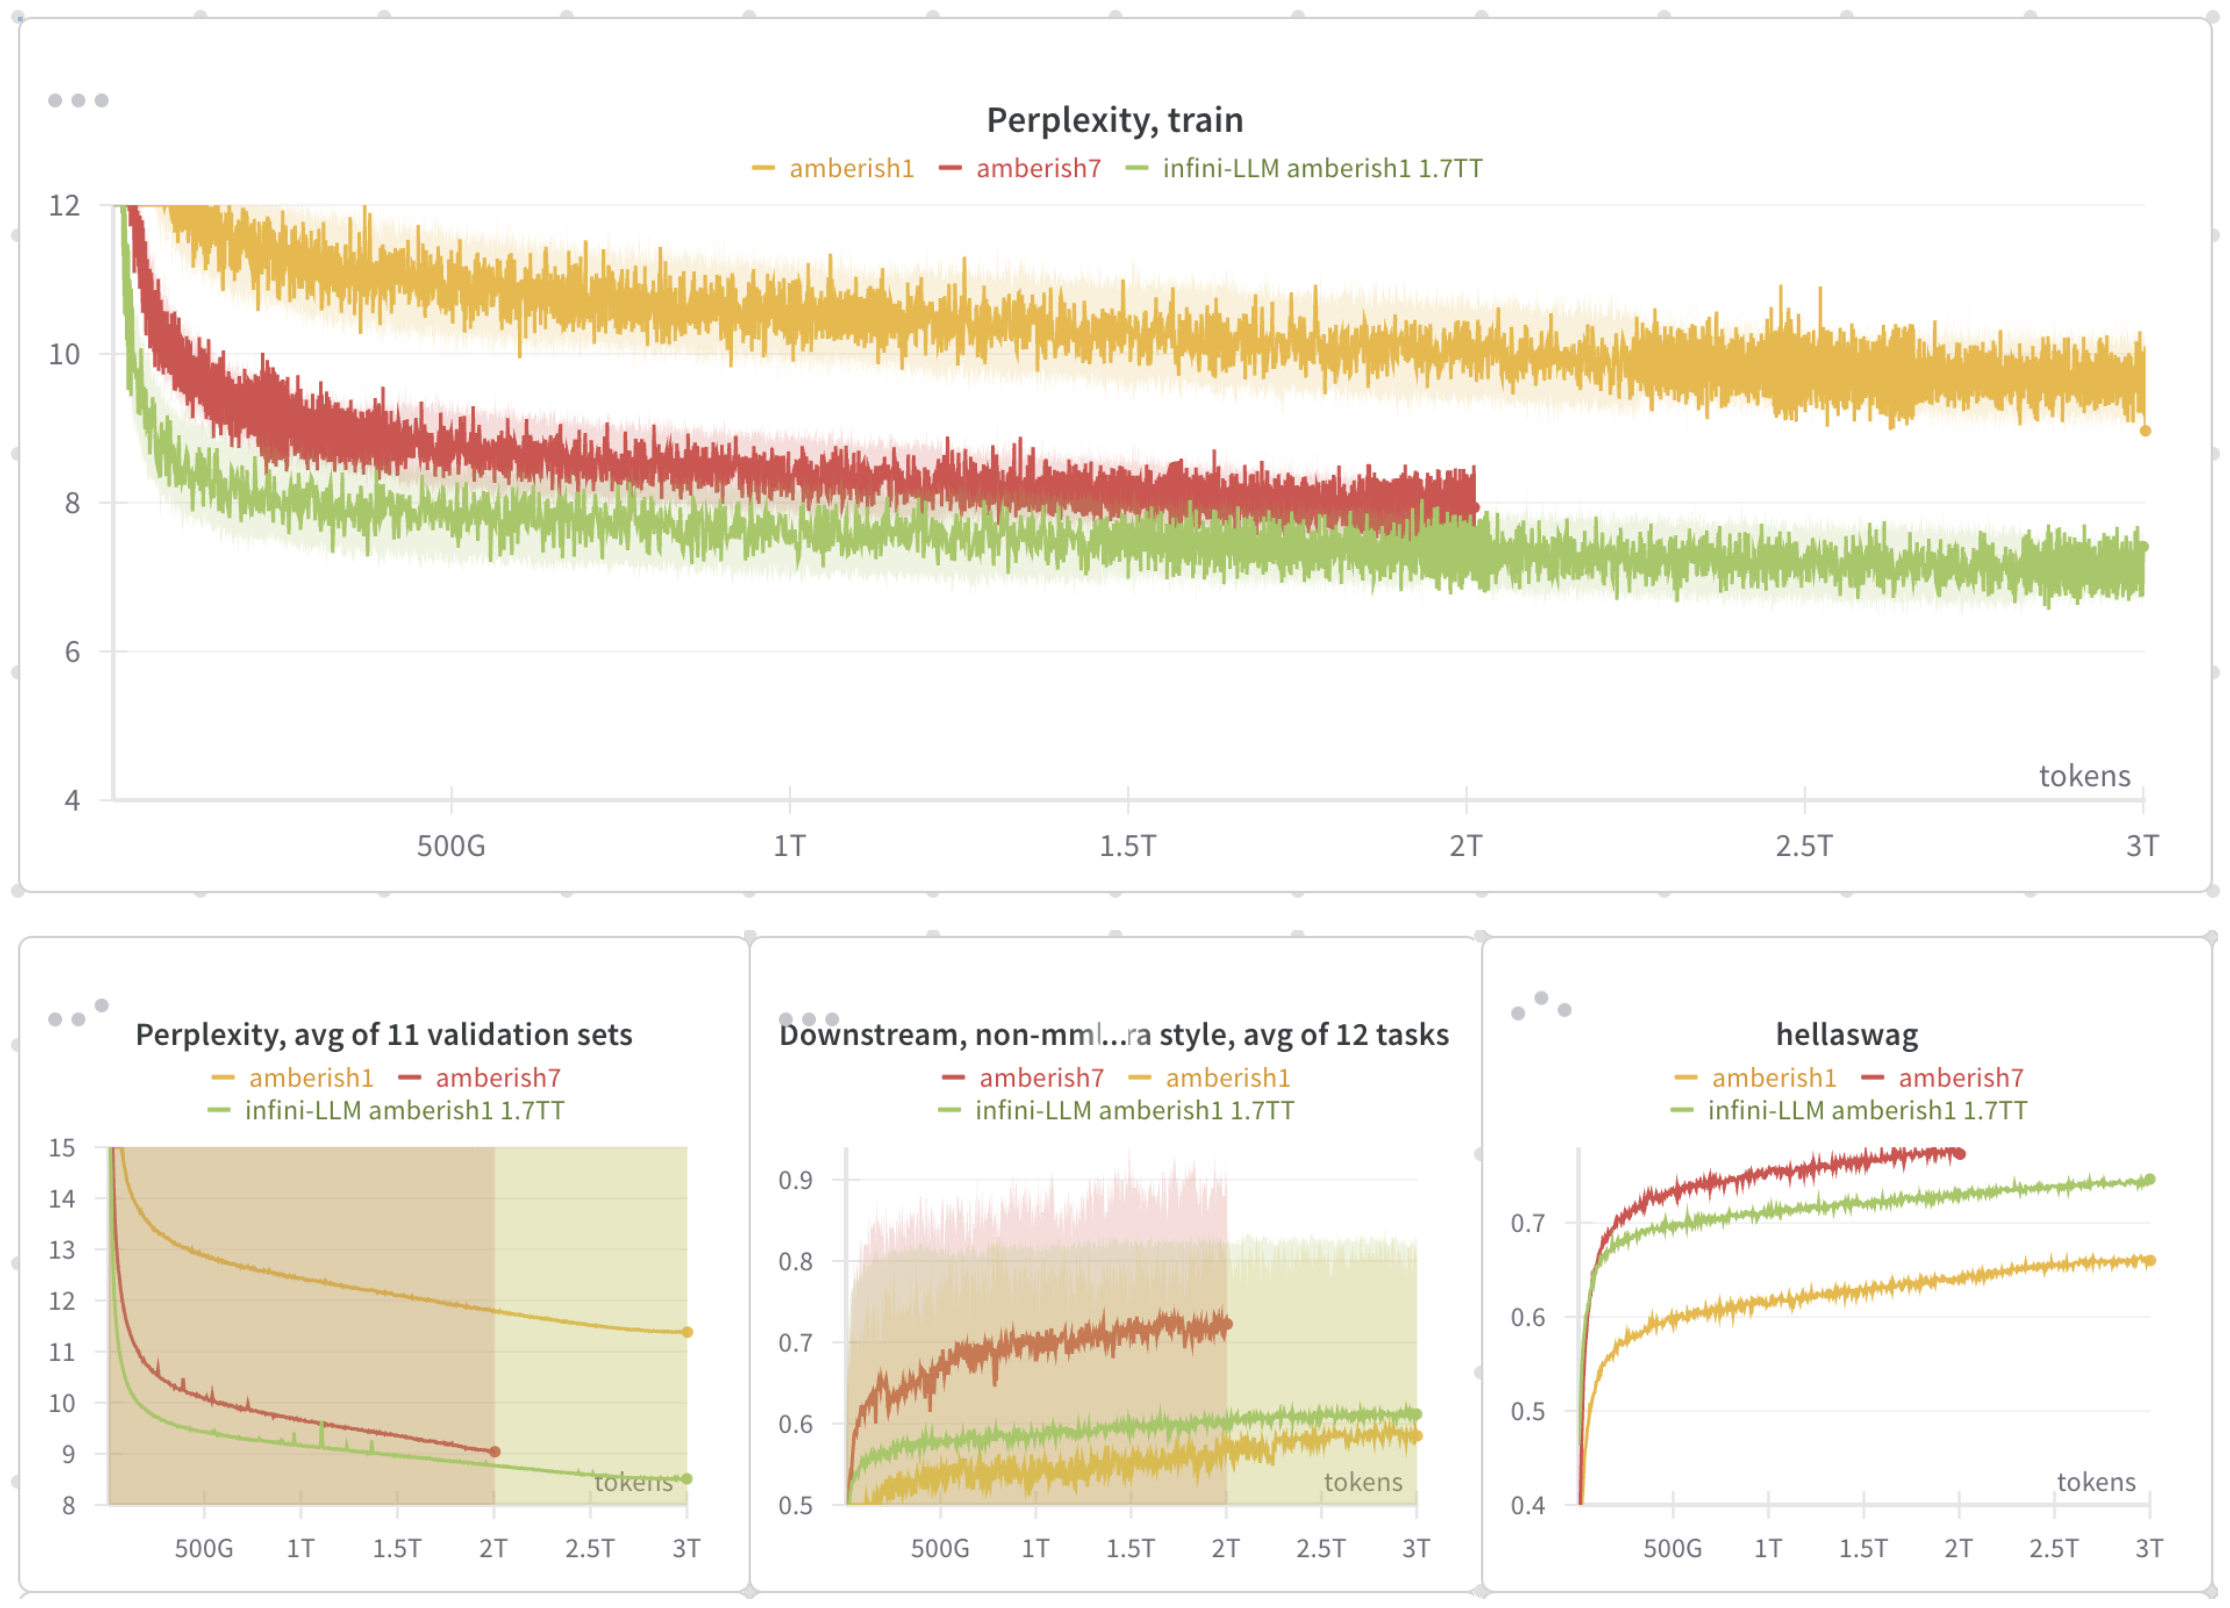 Perplexity, train
amberish1 amberish7 infini-LLM amberish1 1.7TT
12
10
8
6
4
tokens
500G 1T 1.5T 2T 2.5T 3T
Perplexity, avg of 11 validation sets
amberish1 amberish7
infini-LLM amberish1 1.7TT
15
14
13
12
11
10
9
8
tokens
500G 1T 1.5T 2T 2.5T 3T
Downstream, non-mml...ra style, avg of 12 tasks
amberish7 amberish1
infini-LLM amberish1 1.7TT
0.9
0.8
0.7
0.6
0.5
tokens
500G 1T 1.5T 2T 2.5T 3T
hellaswag
amberish1 amberish7
infini-LLM amberish1 1.7TT
0.7
0.6
0.5
0.4
tokens
500G 1T 1.5T 2T 2.5T 3T